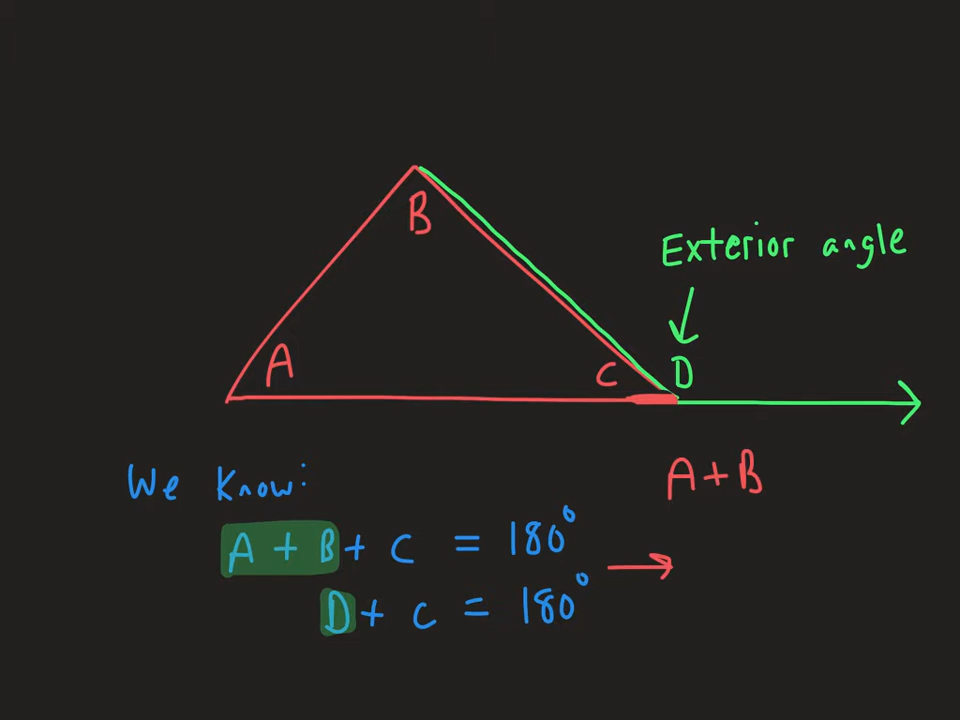 B
Exterior angle
A
C
D
We Know:
A + B
A + B + C = 180°
D + C = 180°